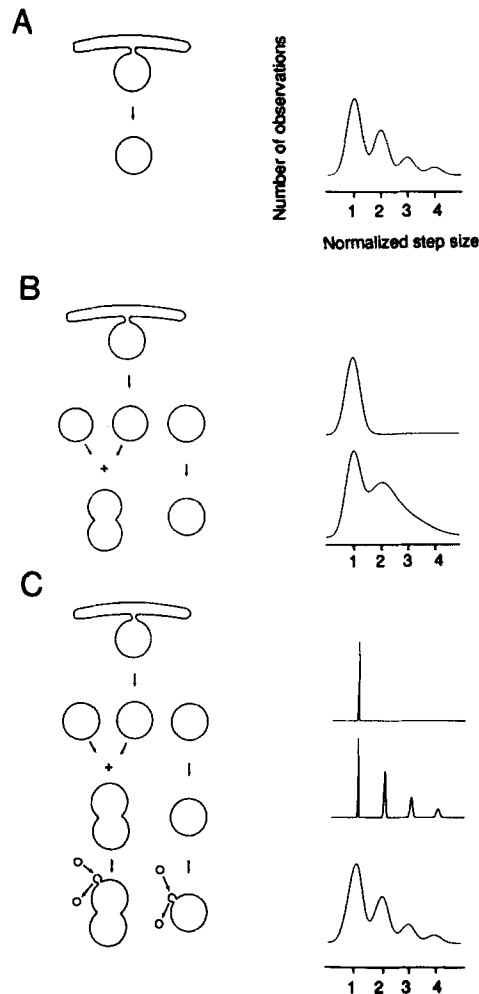 A
Number of observations
1 2 3 4
Normalized step size
B
+
1 2 3 4
C
+
1 2 3 4